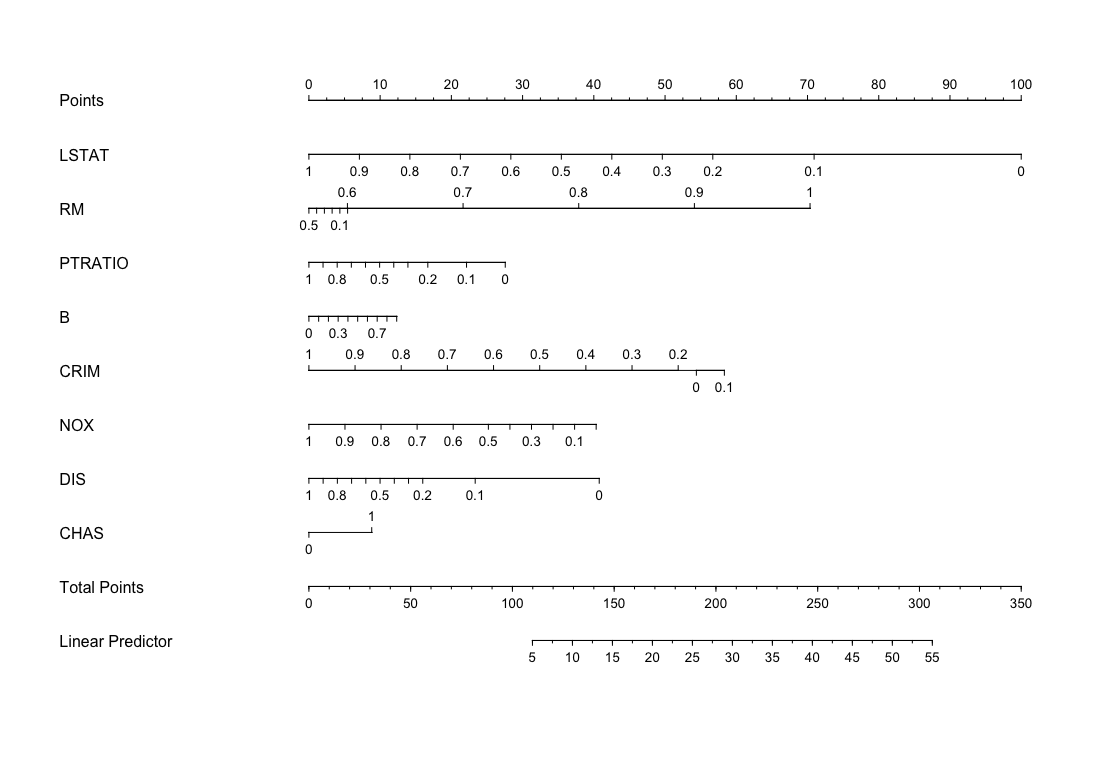 0 10 20 30 40 50 60 70 80 90 100
Points
LSTAT
1 0.9 0.8 0.7 0.6 0.5 0.4 0.3 0.2 0.1 0
0.6 0.7 0.8 0.9 1
RM
0.5 0.1
PTRATIO
1 0.8 0.5 0.2 0.1 0
B
0 0.3 0.7
1 0.9 0.8 0.7 0.6 0.5 0.4 0.3 0.2
CRIM
0 0.1
NOX
1 0.9 0.8 0.7 0.6 0.5 0.3 0.1
DIS
1 0.8 0.5 0.2 0.1 0
1
CHAS
0
Total Points
0 50 100 150 200 250 300 350
Linear Predictor
5 10 15 20 25 30 35 40 45 50 55